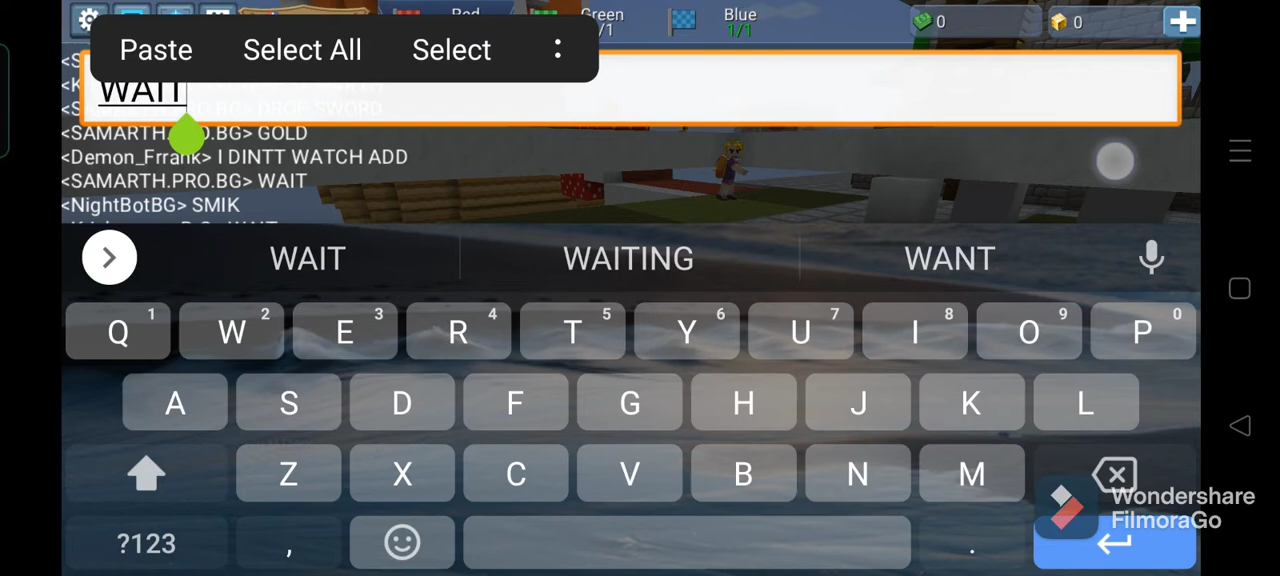 Red
Green
/1
Blue
1/1
0
0
Paste
Select All
Select
WAIT
DROP SWORD
<SAMARTH.PRO.BG> GOLD
<Demon_Frrank> I DINTT WATCH ADD
<SAMARTH.PRO.BG> WAIT
<NightBotBG> SMIK
WAIT
WAITING
WANT
Q 1 W 2 E 3 R 4 T 5 Y 6 U 7 I 8 O 9 P 0
A S D F G H J K L
Z X C V B N M
Wondershare
FilmoraGo
?123 , .